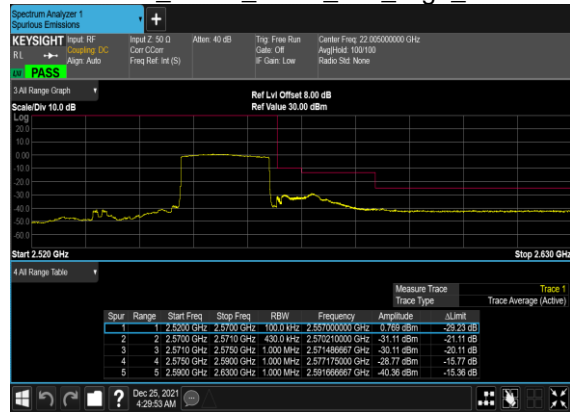 Spectrum Analyzer 1
Spurious Emissions
+
KEYSIGHT
Input: RF
Coupling: DC
Align: Auto
Input Z: 50 Ω
Corr CCorr
Freq Ref: Int (S)
Atten: 40 dB
Trig: Free Run
Gate: Off
IF Gain: Low
Center Freq: 22.005000000 GHz
Avg|Hold: 100/100
Radio Std: None
RL
PASS
3 All Range Graph
Ref Lvl Offset 8.00 dB
Scale/Div 10.0 dB
Ref Value 30.00 dBm
Log
20.0
10.0
0.00
-10.0
-20.0
-30.0
-40.0
-50.0
-60.0
Start 2.520 GHz
Stop 2.630 GHz
4 All Range Table
Measure Trace Trace 1
Trace Type Trace Average (Active)
Spur Range Start Freq Stop Freq RBW Frequency Amplitude ΔLimit
1 1 2.5200 GHz 2.5700 GHz 100.0 kHz 2.557000000 GHz 0.769 dBm -29.23 dB
2 2 2.5700 GHz 2.5710 GHz 430.0 kHz 2.570210000 GHz -31.11 dBm -21.11 dB
3 3 2.5710 GHz 2.5750 GHz 1.000 MHz 2.571486667 GHz -30.11 dBm -20.11 dB
4 4 2.5750 GHz 2.5900 GHz 1.000 MHz 2.577175000 GHz -28.77 dBm -15.77 dB
5 5 2.5900 GHz 2.6300 GHz 1.000 MHz 2.591666667 GHz -40.36 dBm -15.36 dB
?
Dec 25, 2021
4:29:53 AM